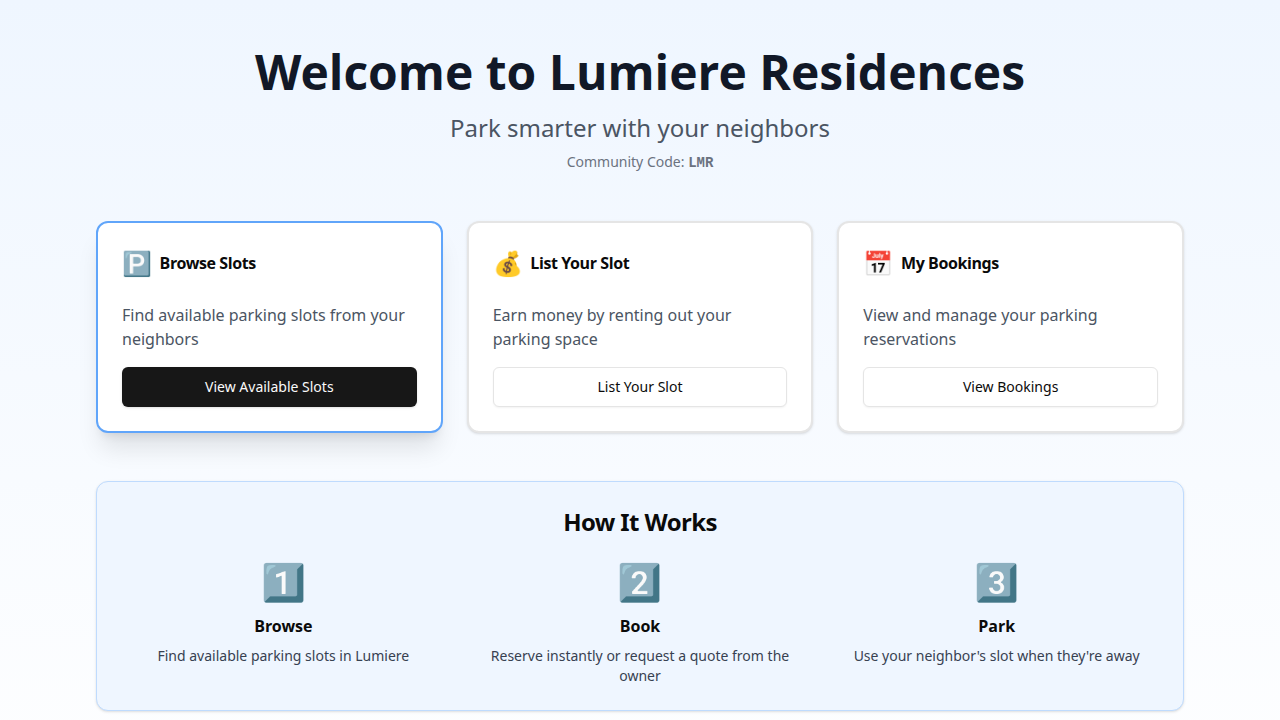 Welcome to Lumiere Residences
Park smarter with your neighbors
Community Code: LMR
Browse Slots
Find available parking slots from your
neighbors
View Available Slots
List Your Slot
Earn money by renting out your
parking space
List Your Slot
July
17
My Bookings
View and manage your parking
reservations
View Bookings
How It Works
1
Browse
Find available parking slots in Lumiere
2
Book
Reserve instantly or request a quote from the
owner
3
Park
Use your neighbor's slot when they're away